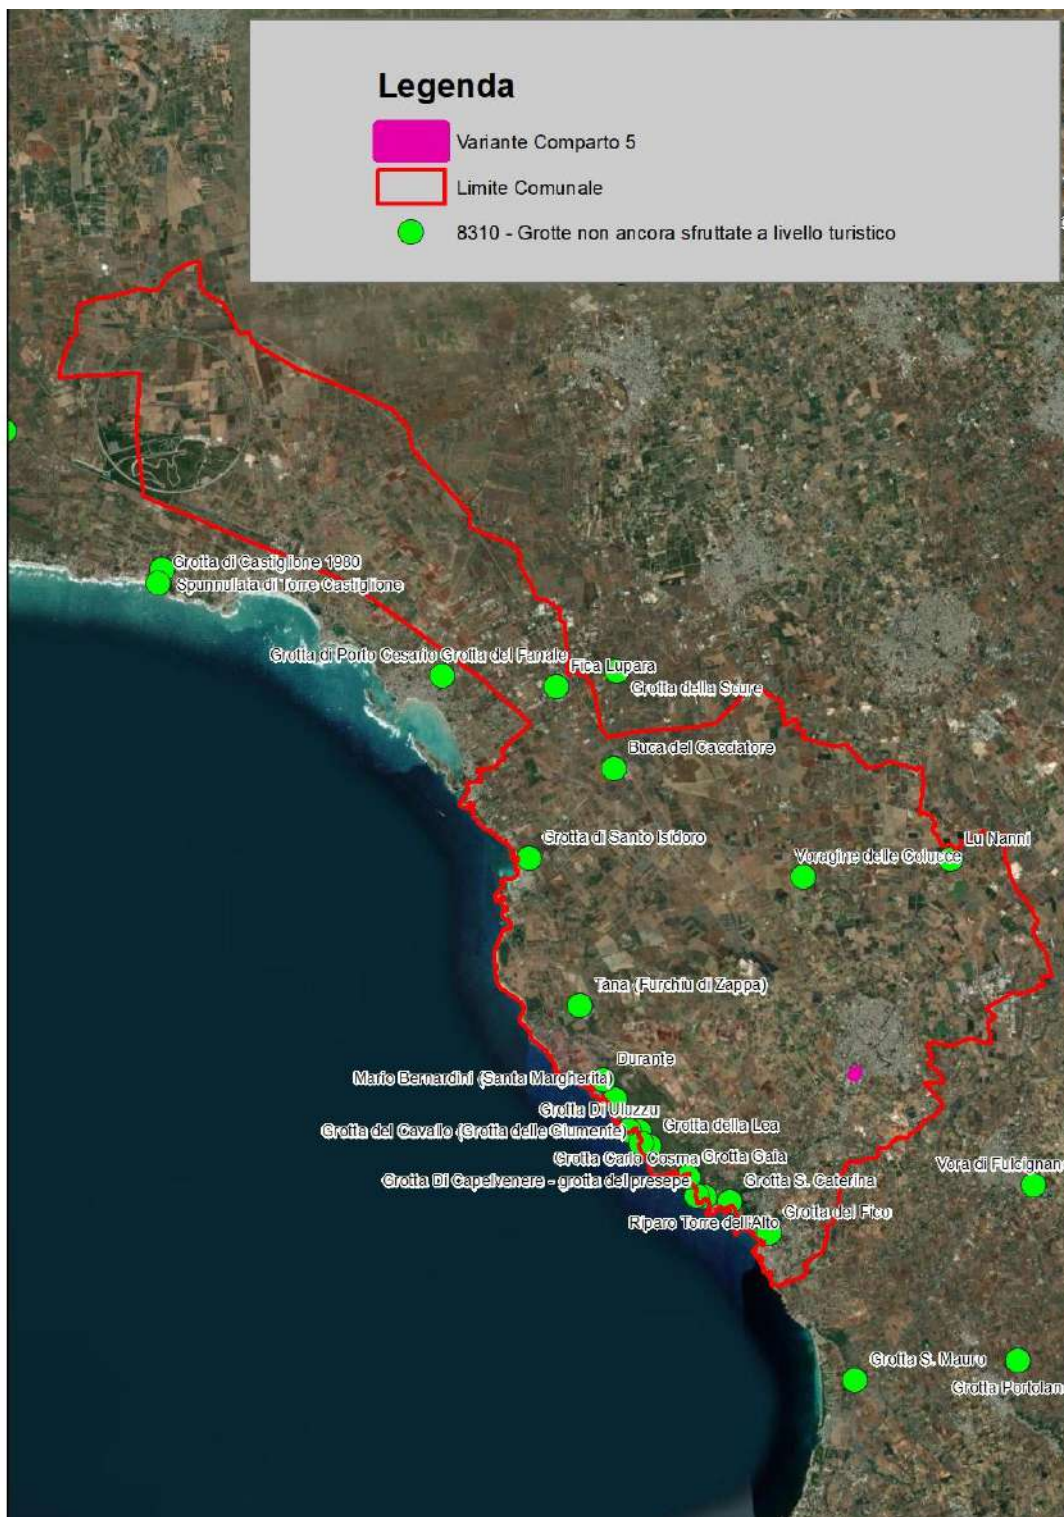 Legenda
Variante Comparto 5
Limite Comunale
8310 - Grotte non ancora sfruttate a livello turistico
Grotta di Castiglione 1980
Spunnulata di Torre Castiglione
Grotta di Porto Cesario Grotta del Fanale
Fica Lupara
Grotta della Scure
Buca del Cacciatore
Grotta di Santo Isidoro
Lu Nanni
Voragine delle Colucce
Tana (Furchiu di Zappa)
Durante
Mario Bernardini (Santa Margherita)
Grotta Di Uluzzu
Grotta della Lea
Grotta del Cavallo (Grotta delle Giumente)
Grotta Carlo Cosma
Grotta Gaia
Vora di Fulcignan
Grotta Di Capelvenere - grotta del presepe
Grotta S. Caterina
Riparo Torre dell'Alto
Grotta del Fico
Grotta S. Mauro
Grotta Portolan